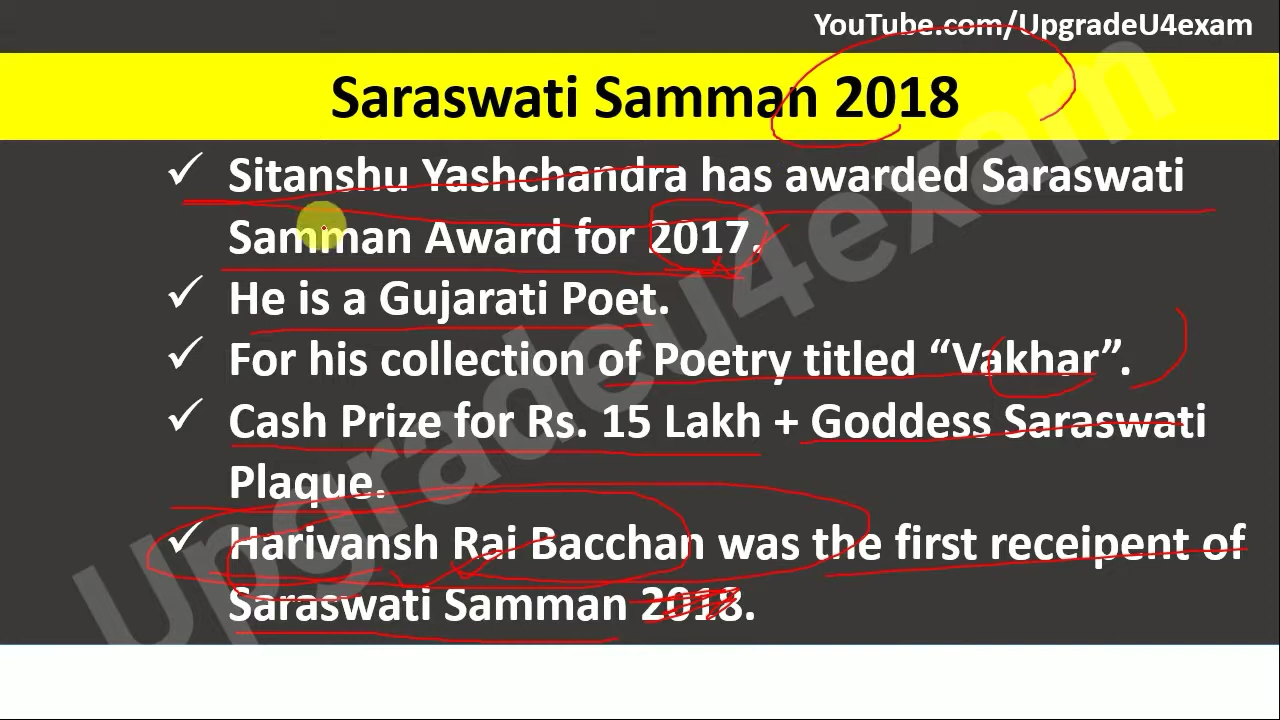 YouTube.com/UpgradeU4exam
Saraswati Samman 2018
✓ Sitanshu Yashchandra has awarded Saraswati
Samman Award for 2017.
✓ He is a Gujarati Poet.
✓ For his collection of Poetry titled “Vakhar”.
✓ Cash Prize for Rs. 15 Lakh + Goddess Saraswati
Plaque.
✓ Harivansh Rai Bacchan was the first receipent of
Saraswati Samman 2018.
Upgradeu4exam